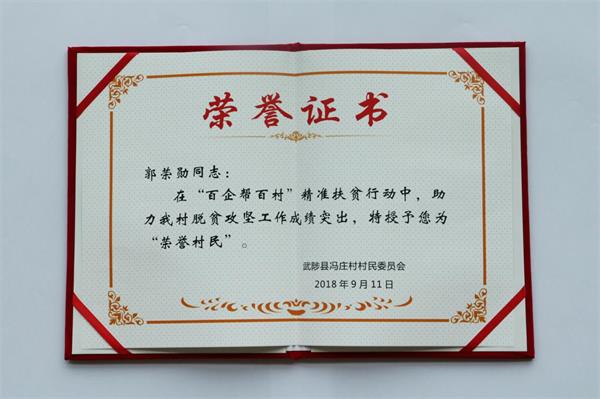 荣誉证书
郭荣勋同志：
在“百企帮百村”精准扶贫行动中，助
力我村脱贫攻坚工作成绩突出，特授予您为
“荣誉村民”。
武陟县冯庄村村民委员会
2018年9月11日